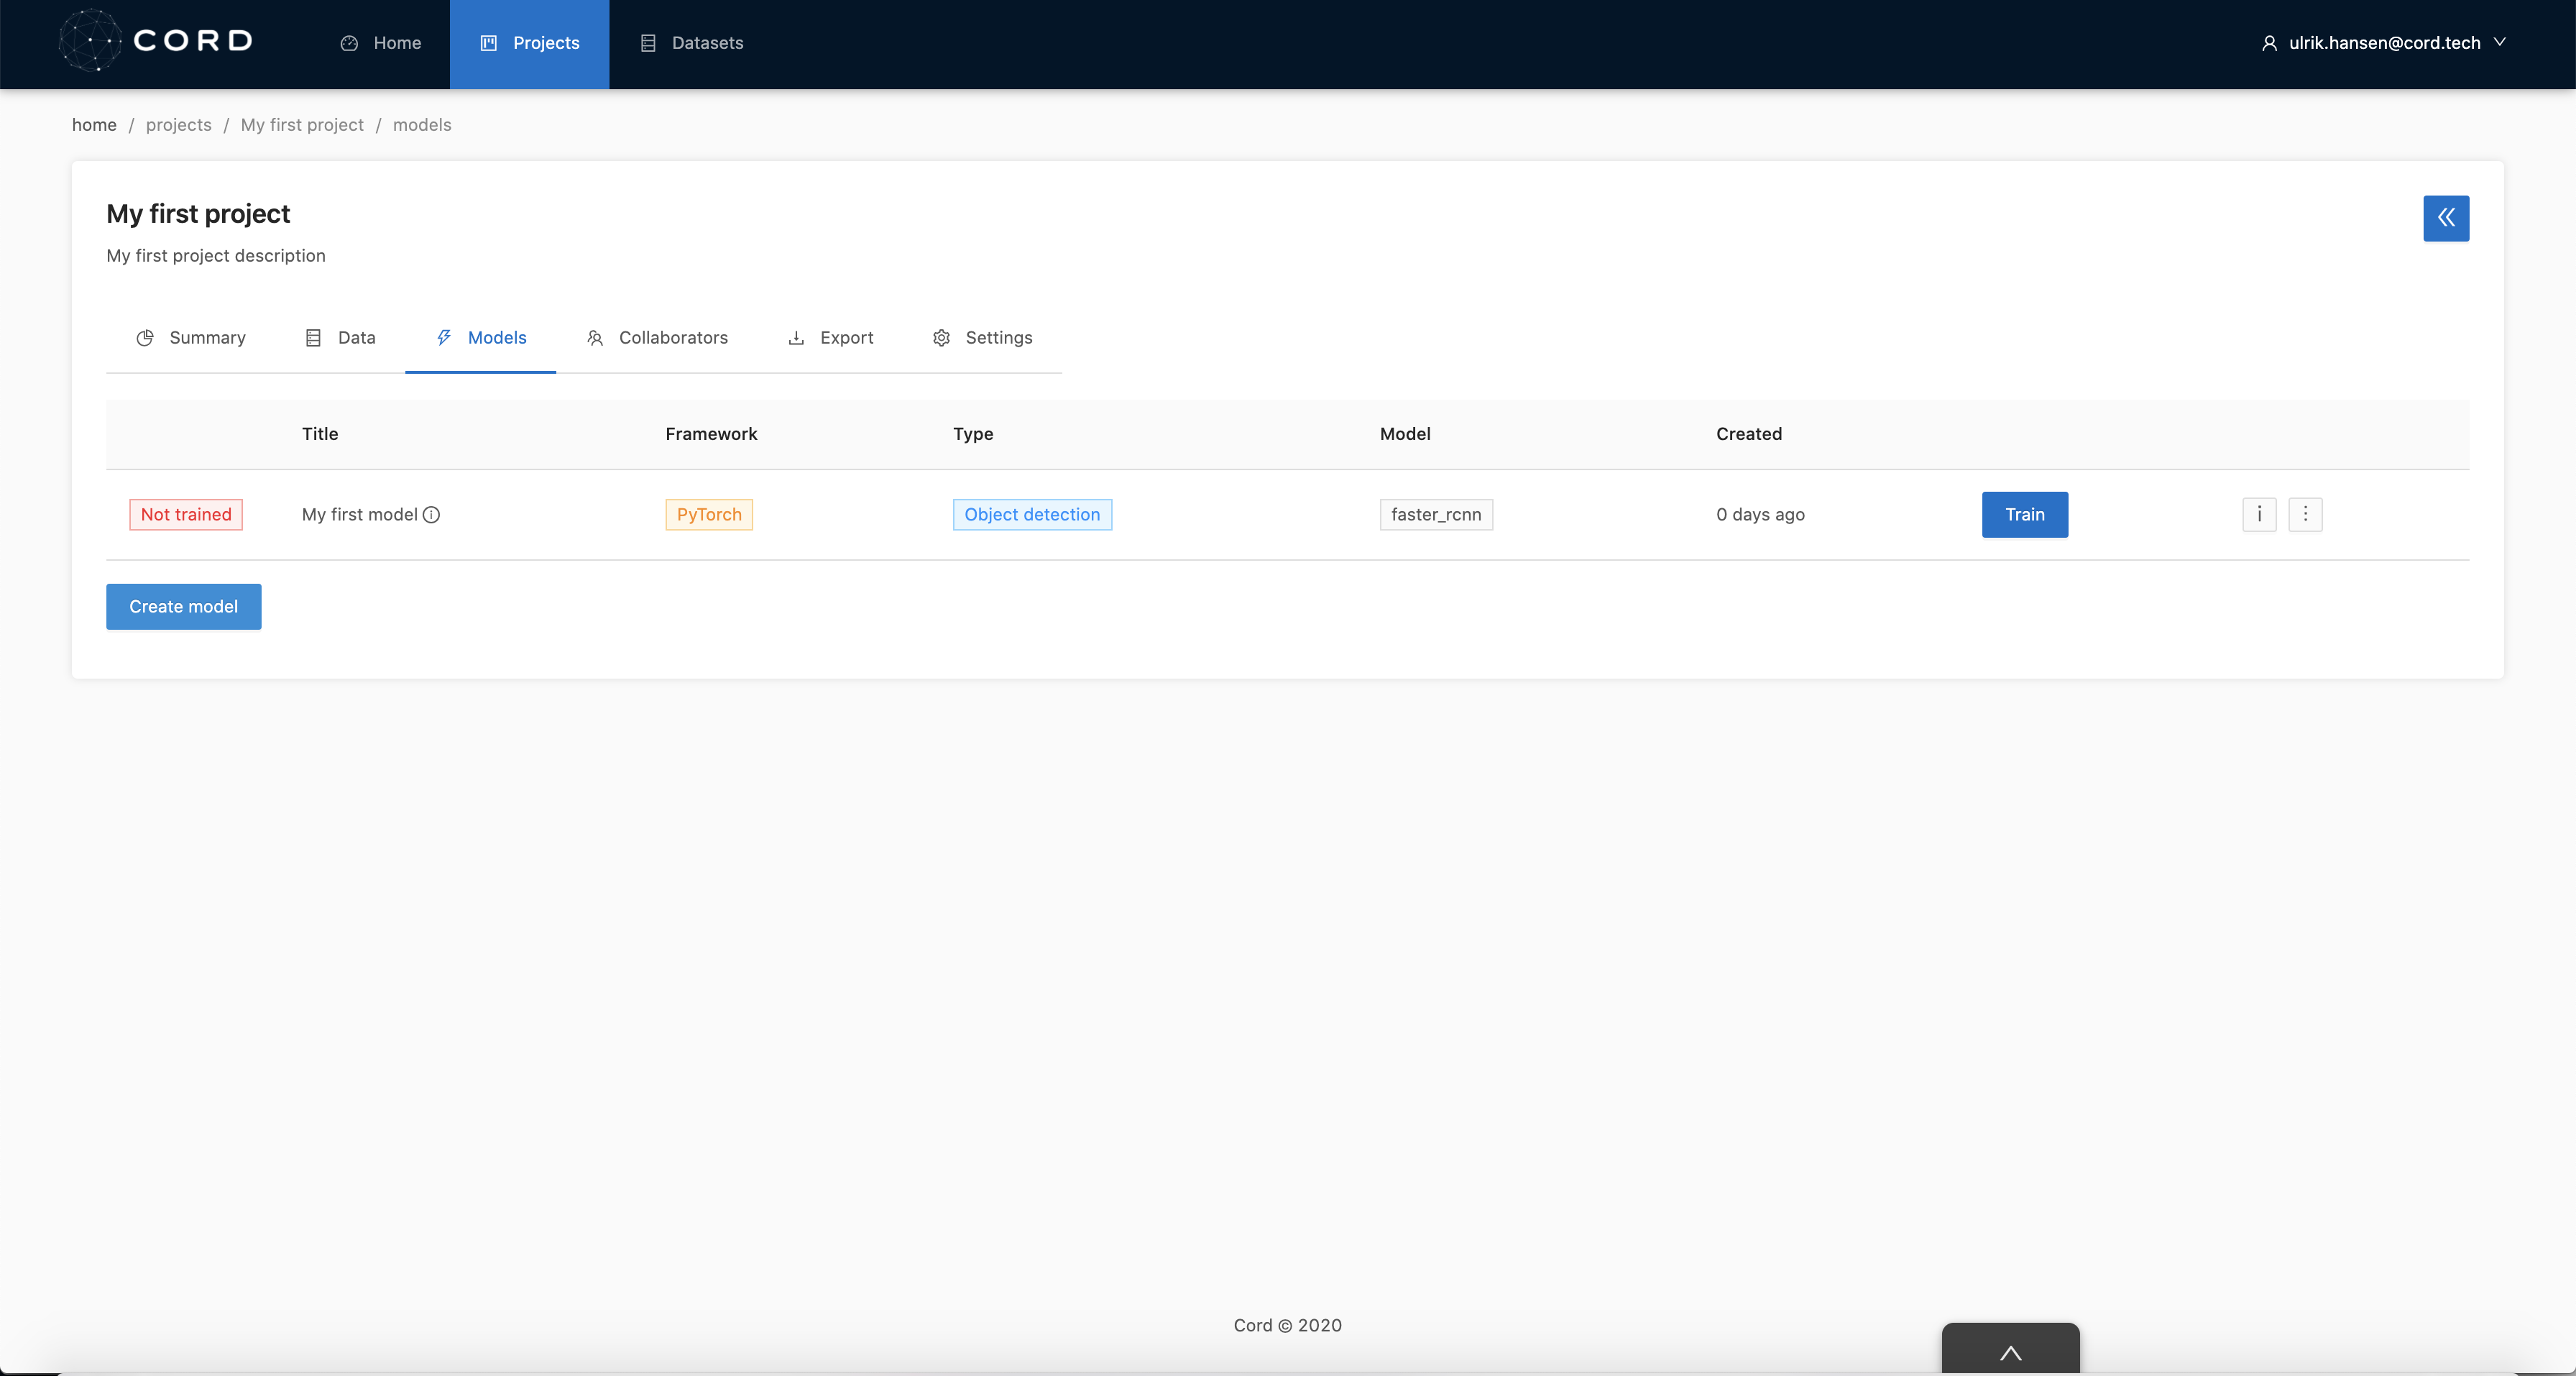 CORD Home Projects Datasets ulrik.hansen@cord.tech
home / projects / My first project / models
My first project
My first project description
Summary Data Models Collaborators Export Settings
Title Framework Type Model Created
Not trained My first model PyTorch Object detection faster_rcnn 0 days ago Train
Create model
Cord © 2020